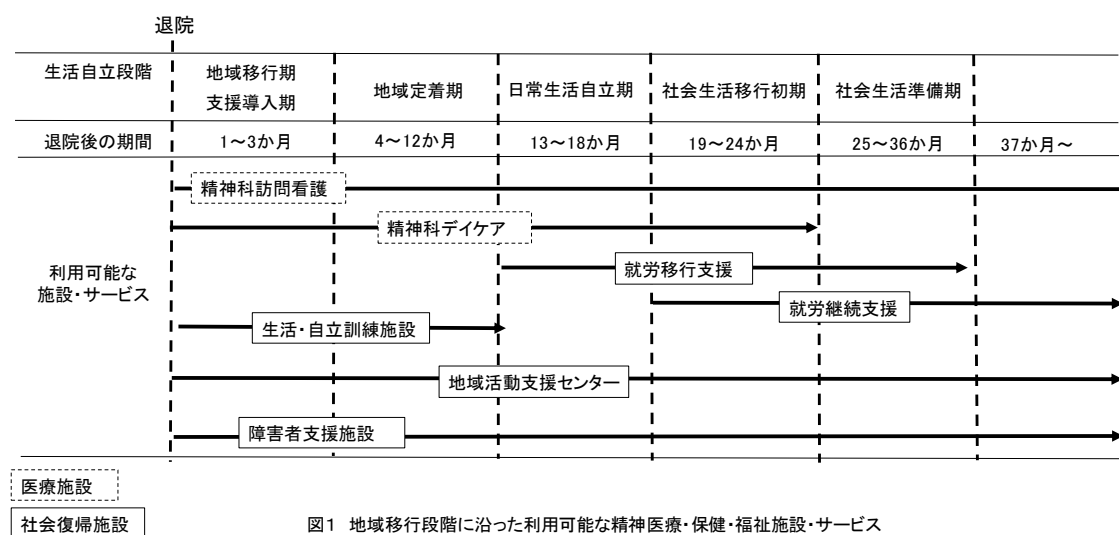 退院
生活自立段階
地域移行期
支援導入期
地域定着期
日常生活自立期
社会生活移行初期
社会生活準備期
退院後の期間
1～3か月
4～12か月
13～18か月
19～24か月
25～36か月
37か月～
利用可能な
施設・サービス
精神科訪問看護
精神科デイケア
就労移行支援
就労継続支援
生活・自立訓練施設
地域活動支援センター
障害者支援施設
医療施設
社会復帰施設
図1 地域移行段階に沿った利用可能な精神医療・保健・福祉施設・サービス